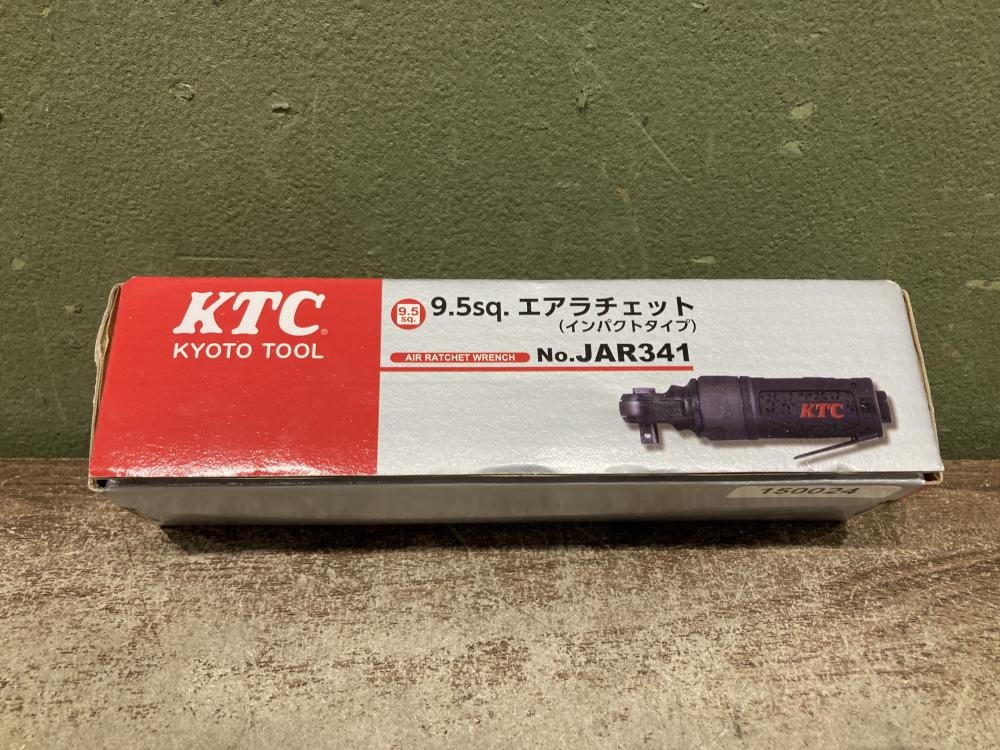 KTC®
KYOTO TOOL
9.5
sq.
9.5sq. エアラチェット
(インパクトタイプ)
AIR RATCHET WRENCH No.JAR341
KTC
150024